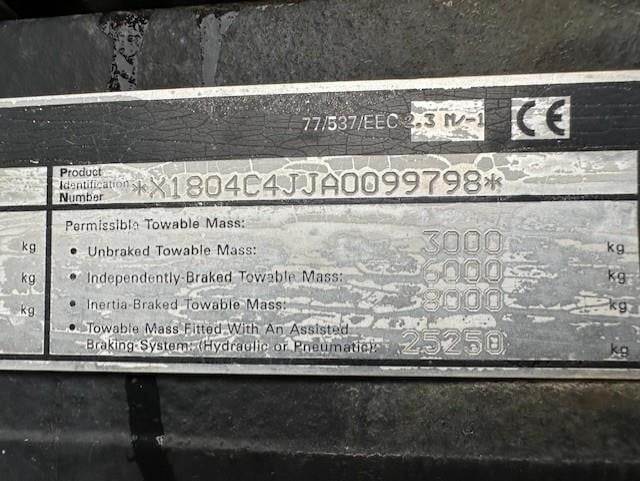 77/537/EEC 2.3 M/-1 CE
Product
Identification *X1804C4JJA0099798*
Number
Permissible Towable Mass:
kg • Unbraked Towable Mass: 3000 kg
kg • Independently-Braked Towable Mass: 6000 kg
kg • Inertia-Braked Towable Mass: 8000 kg
• Towable Mass Fitted With An Assisted
Braking System: (Hydraulic or Pneumatic): 25250 kg